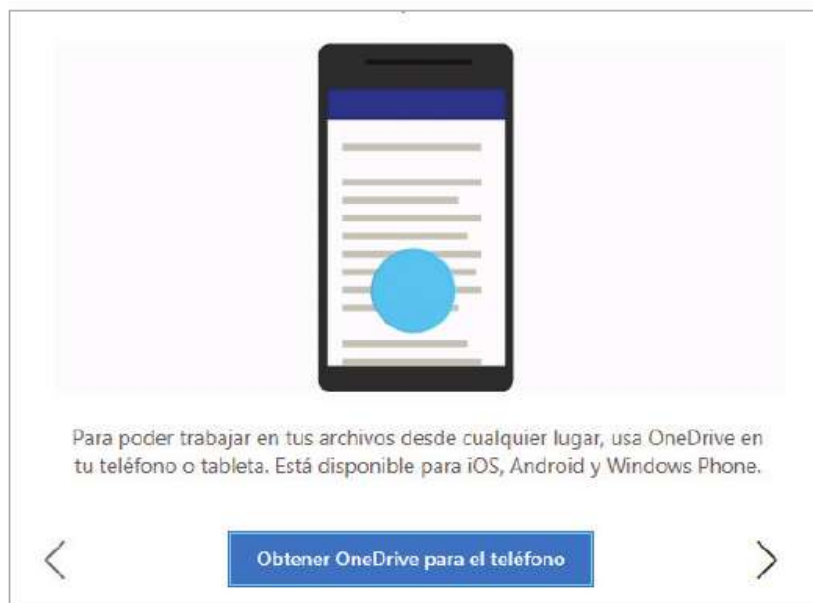 Para poder trabajar en tus archivos desde cualquier lugar, usa OneDrive en
tu teléfono o tableta. Está disponible para iOS, Android y Windows Phone.
Obtener OneDrive para el teléfono